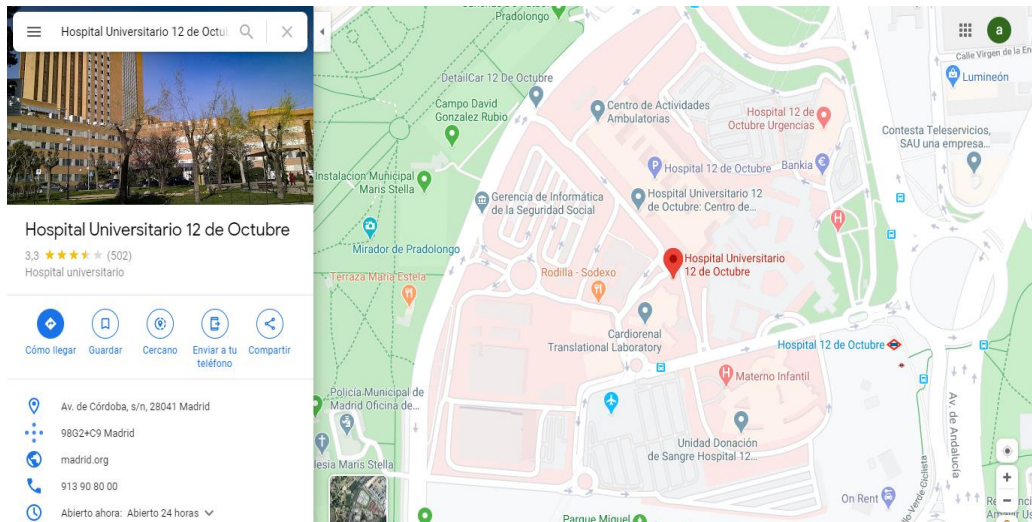 Hospital Universitario 12 de Octul
Hospital Universitario 12 de Octubre
3,3
(502)
Hospital universitario
Cómo llegar
Guardar
Cercano
Enviar a tu
teléfono
Compartir
Av. de Córdoba, s/n, 28041 Madrid
98G2+C9 Madrid
madrid.org
913 90 80 00
Abierto ahora: Abierto 24 horas
Pradolongo
a
Calle Virgen de la En
DetailCar 12 De Octubre
Lumineón
Campo David
Gonzalez Rubio
Centro de Actividades
Ambulatorias
Hospital 12 de
Octubre Urgencias
Contesta Teleservicios,
SAU una empresa...
P
Hospital 12 de Octubre
Bankia
€
nstalacion Municipal
Maris Stella
Gerencia de Informática
de la Seguridad Social
Hospital Universitario 12
de Octubre: Centro de...
H
Mirador de Pradolongo
Terraza María Estela
Rodilla - Sodexo
Hospital Universitario
12 de Octubre
Cardiorenal
Translational Laboratory
Hospital 12 de Octubre
H
Materno Infantil
Policía Municipal de
Madrid Oficina de...
Av. de Andalucía
Unidad Donación
de Sangre Hospital 12...
lesia Maris Stella
On Rent
lo-Verde-Ciclista
Parque Miguel